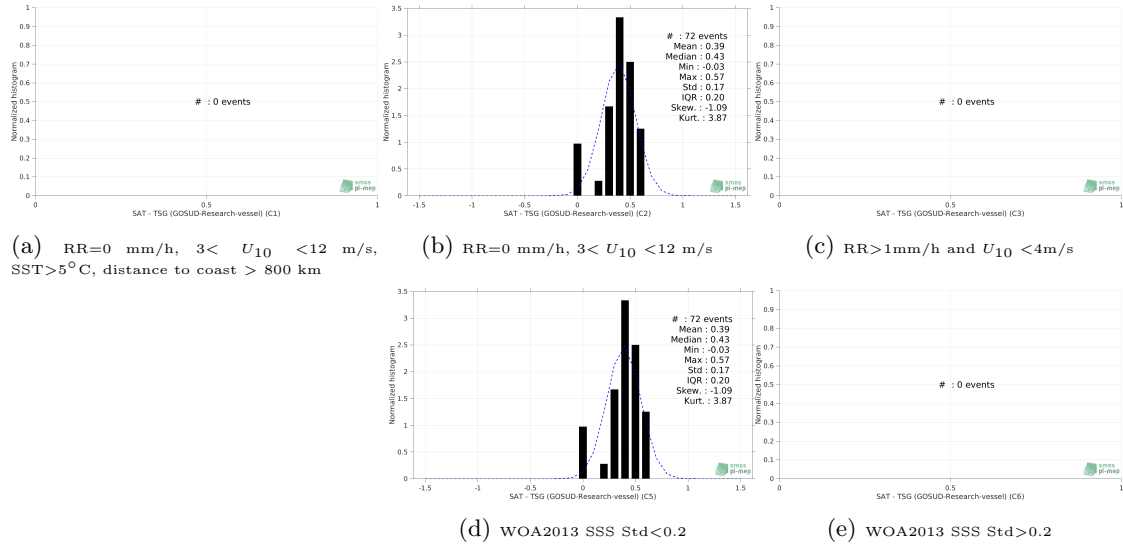 1
0.9
0.8
0.7
0.6
0.5
0.4
0.3
0.2
0.1
0
Normalized histogram
# : 0 events
0 0.5 1
SAT - TSG (GOSUD-Research-vessel) (C1)
smos
pi-mep
(a) RR=0 mm/h, 3< U10 <12 m/s,
SST>5°C, distance to coast > 800 km
3.5
3
2.5
2
1.5
1
0.5
0
Normalized histogram
# : 72 events
Mean : 0.39
Median : 0.43
Min : -0.03
Max : 0.57
Std : 0.17
IQR : 0.20
Skew. : -1.09
Kurt. : 3.87
-1.5 -1 -0.5 0 0.5 1 1.5
SAT - TSG (GOSUD-Research-vessel) (C2)
smos
pi-mep
(b) RR=0 mm/h, 3< U10 <12 m/s
1
0.9
0.8
0.7
0.6
0.5
0.4
0.3
0.2
0.1
0
Normalized histogram
# : 0 events
0 0.5 1
SAT - TSG (GOSUD-Research-vessel) (C3)
smos
pi-mep
(c) RR>1mm/h and U10 <4m/s
3.5
3
2.5
2
1.5
1
0.5
0
Normalized histogram
# : 72 events
Mean : 0.39
Median : 0.43
Min : -0.03
Max : 0.57
Std : 0.17
IQR : 0.20
Skew. : -1.09
Kurt. : 3.87
-1.5 -1 -0.5 0 0.5 1 1.5
SAT - TSG (GOSUD-Research-vessel) (C5)
smos
pi-mep
(d) WOA2013 SSS Std<0.2
1
0.9
0.8
0.7
0.6
0.5
0.4
0.3
0.2
0.1
0
Normalized histogram
# : 0 events
0 0.5 1
SAT - TSG (GOSUD-Research-vessel) (C6)
smos
pi-mep
(e) WOA2013 SSS Std>0.2